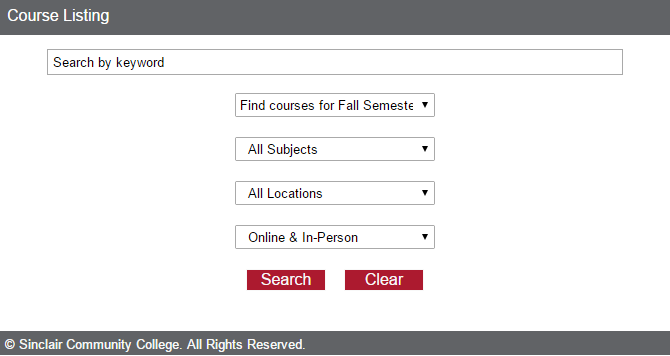 Course Listing
Search by keyword
Find courses for Fall Semeste
All Subjects
All Locations
Online & In-Person
Search Clear
© Sinclair Community College. All Rights Reserved.